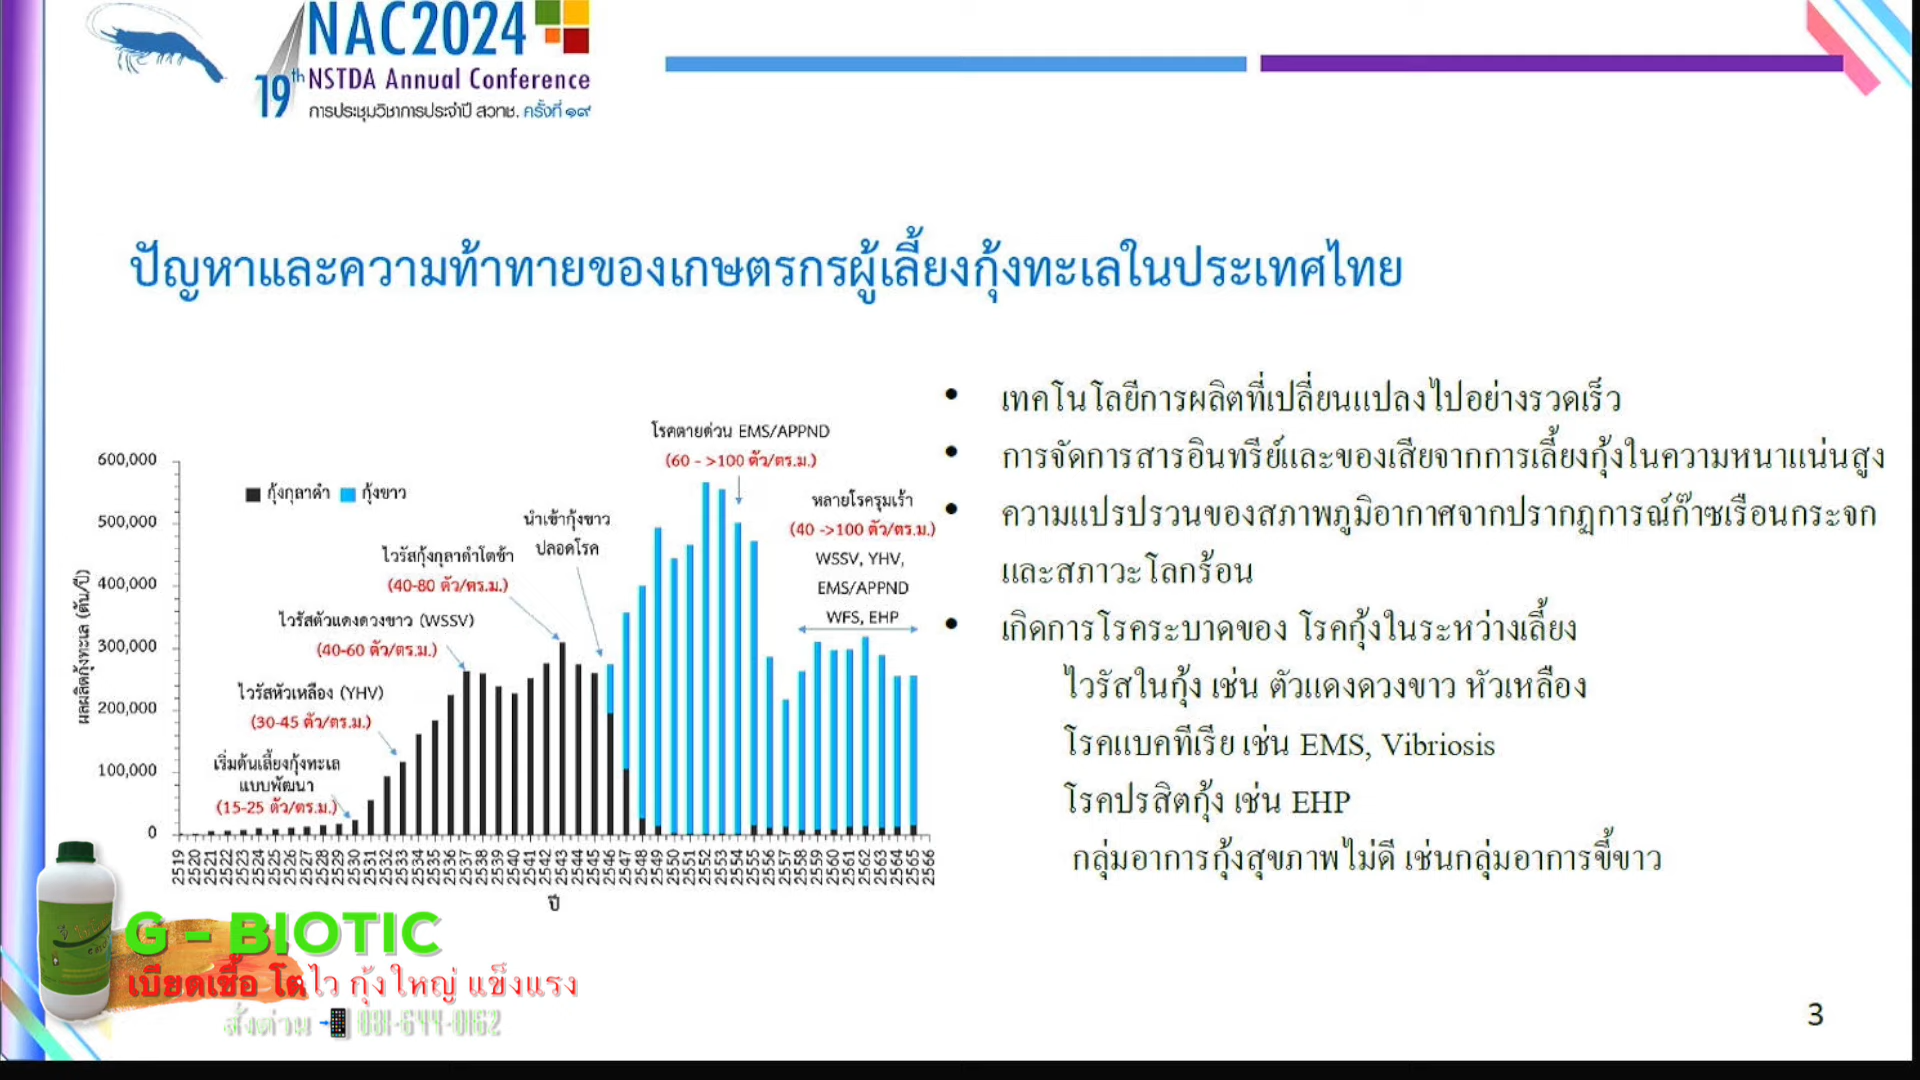 NAC2024
19th NSTDA Annual Conference
การประชุมวิชาการประจำปี สวทช. ครั้งที่ ๑๙
ปัญหาและความท้าทายของเกษตรกรผู้เลี้ยงกุ้งทะเลในประเทศไทย
ผลผลิตกุ้งทะเล (ตัน/ปี)
600,000
500,000
400,000
300,000
200,000
100,000
0
กุ้งกุลาดำ กุ้งขาว
เริ่มต้นเลี้ยงกุ้งทะเล
แบบพัฒนา
(15-25 ตัว/ตร.ม.)
ไวรัสหัวเหลือง (YHV)
(30-45 ตัว/ตร.ม.)
ไวรัสตัวแดงดวงขาว (WSSV)
(40-60 ตัว/ตร.ม.)
ไวรัสกุ้งกุลาดำโตช้า
(40-80 ตัว/ตร.ม.)
นำเข้ากุ้งขาว
ปลอดโรค
โรคตายด่วน EMS/APPND
(60 - >100 ตัว/ตร.ม.)
หลายโรครุมเร้า
(40 ->100 ตัว/ตร.ม.)
WSSV, YHV,
EMS/APPND
WFS, EHP
2519 2520 2521 2522 2523 2524 2525 2526 2527 2528 2529 2530 2531 2532 2533 2534 2535 2536 2537 2538 2539 2540 2541 2542 2543 2544 2545 2546 2547 2548 2549 2550 2551 2552 2553 2554 2555 2556 2557 2558 2559 2560 2561 2562 2563 2564 2565 2566
ปี
• เทคโนโลยีการผลิตที่เปลี่ยนแปลงไปอย่างรวดเร็ว
• การจัดการสารอินทรีย์และของเสียจากการเลี้ยงกุ้งในความหนาแน่นสูง
• ความแปรปรวนของสภาพภูมิอากาศจากปรากฏการณ์ก๊าซเรือนกระจก
และสภาวะโลกร้อน
• เกิดการโรคระบาดของ โรคกุ้งในระหว่างเลี้ยง
ไวรัสในกุ้ง เช่น ตัวแดงดวงขาว หัวเหลือง
โรคแบคทีเรีย เช่น EMS, Vibriosis
โรคปรสิตกุ้ง เช่น EHP
กลุ่มอาการกุ้งสุขภาพไม่ดี เช่นกลุ่มอาการขี้ขาว
G - BIOTIC
เบียดเชื้อ โตไว กุ้งใหญ่ แข็งแรง
สั่งด่วน 081-644-0162
3